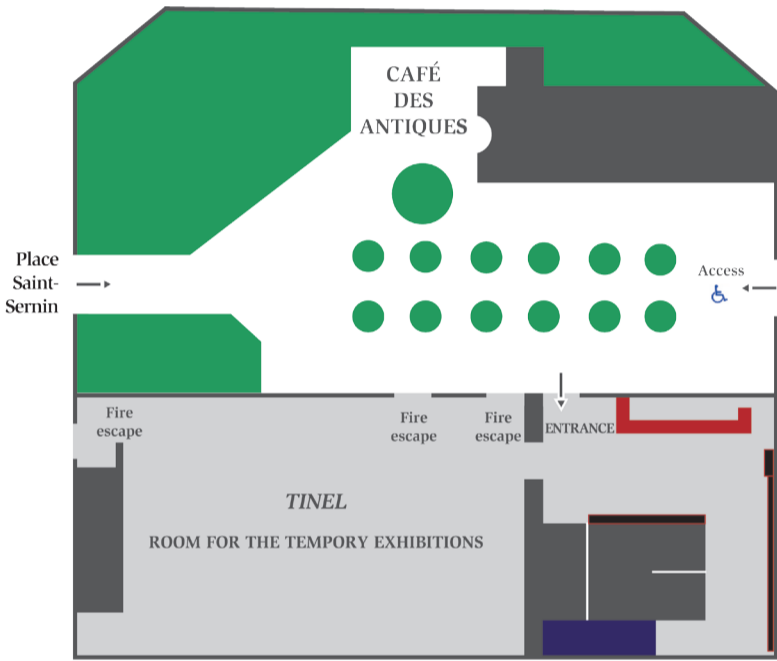 CAFÉ
DES
ANTIQUES
Place
Saint-
Sernin
Access
Fire
escape
Fire
escape
Fire
escape
ENTRANCE
TINEL
ROOM FOR THE TEMPORY EXHIBITIONS